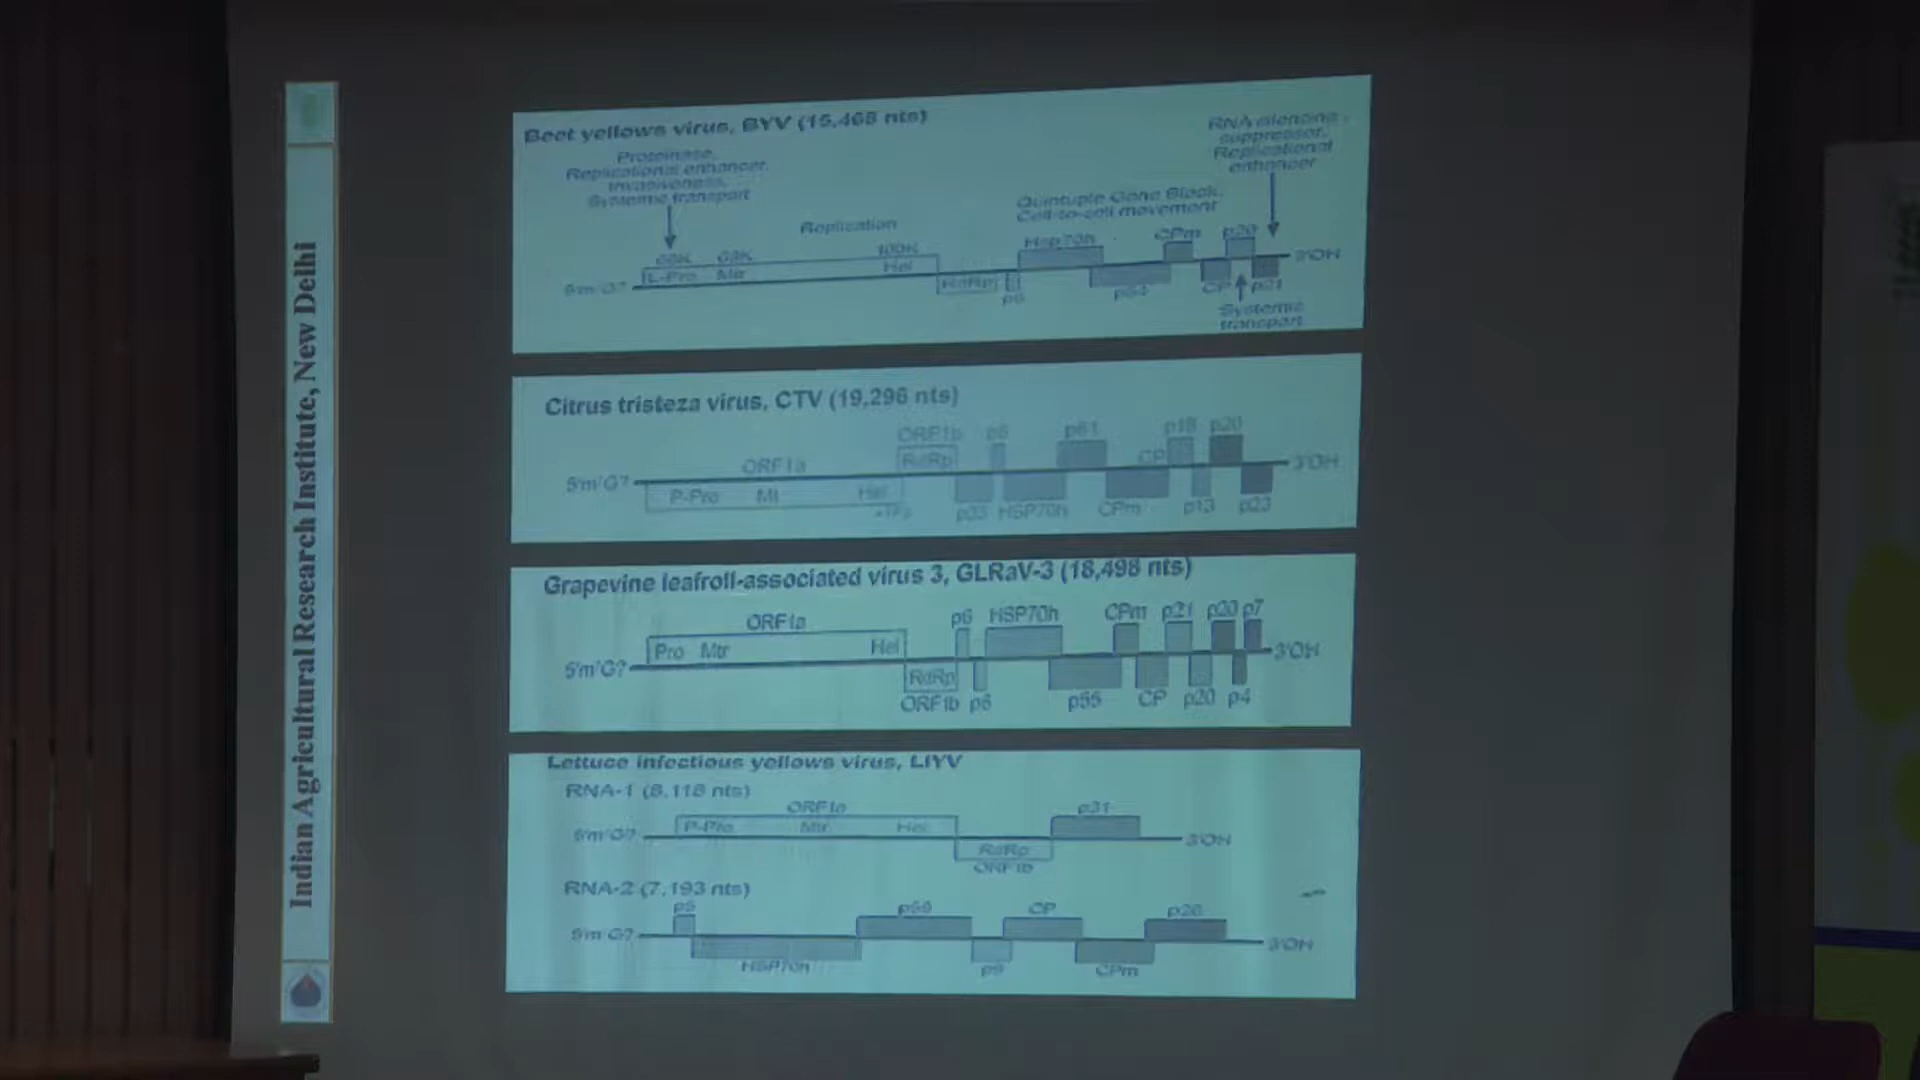 Indian Agricultural Research Institute, New Delhi
Beet yellows virus, BYV (15,468 nts)
Proteinase,
Replicational enhancer,
Invasiveness,
Systemic transport
RNA silencing
suppressor,
Replicational
enhancer
Replication
Quintuple Gene Block,
Cell-to-cell movement
100K
Hsp70h CPm p20
L-Pro Mtr Hel
3'OH
p6 p64 CP p21
Systemic
transport
Citrus tristeza virus, CTV (19,296 nts)
ORF1b p6 p61 p18 p20
ORF1a RdRp CP 3'OH
5'm'G?
P-Pro Mt Hel
p33 HSP70h CPm p13 p23
Grapevine leafroll-associated virus 3, GLRaV-3 (18,498 nts)
ORF1a p6 HSP70h CPm p21 p20 p7
Pro Mtr Hel
5'm'G? 3'OH
RdRp
ORF1b p6 p55 CP p20 p4
Lettuce infectious yellows virus, LIYV
RNA-1 (8,118 nts)
ORF1a p31
P-Pro Mtr Hel
5'm'G? 3'OH
RdRp
ORF1b
RNA-2 (7,193 nts)
p5 CP p26
5'm'G? 3'OH
HSP70h p9 CPm